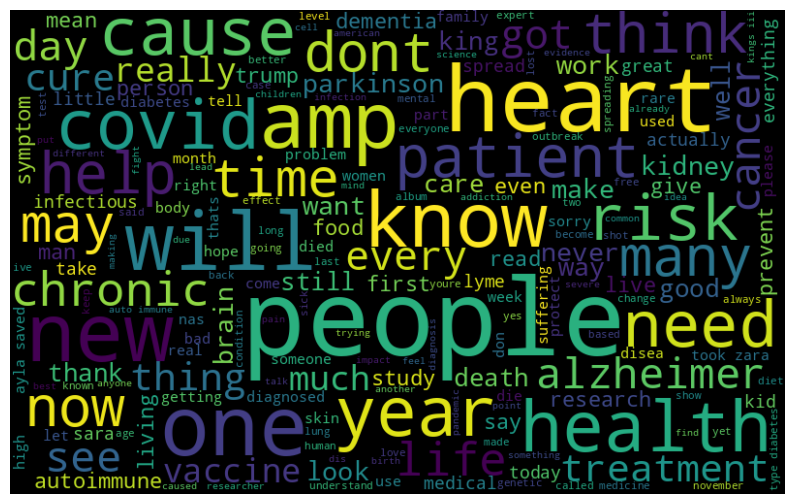 mean
cause
dementia
family
level
expert
cell
american
day
king
got
think
better
science
lost
evidence
cant
kings iii
dont
work
spread
great
everything
cure
really
trump
parkinson
person
little
diabetes
tell
children
infection
case
mental
part
rare
used
spreading
well
heart
symptom
covid
amp
test
everyone
fact
already
outbreak
actually
cancer
please
put
different
fight
month
problem
patient
kidney
help
time
women
infectious
right
lead
mind
care
even
make
give
free
body
effect
album
addiction
two
idea
may
said
thats
want
sorry
common
risk
prevent
man
due
long
hope
food
know
become
shot
will
going
died
every
read
never
many
ive
take
making
back
last
come
still
first
youre
lyme
way
live
good
chronic
keep
sick
week
suffering
protect
severe
change
always
auto immune
nas
brain
condition
yes
don
based
new
bad
pain
trying
people
need
ayla saved
real
someone
diagnosis
disea
took zara
thank
thing
impact
feel
much
study
death
alzheimer
best
known
anyone
talk
another
die
research
diet
getting
diagnosed
pandemic
show
kid
now
let
sara
age
living
skin
love
year
say
point
find
yet
one
lung
birth
made
health
high
see
human
dis
life
something
type diabetes
vaccine
look
today
treatment
autoimmune
caused
researcher
understand
use
medical
genetic
called medicine
november